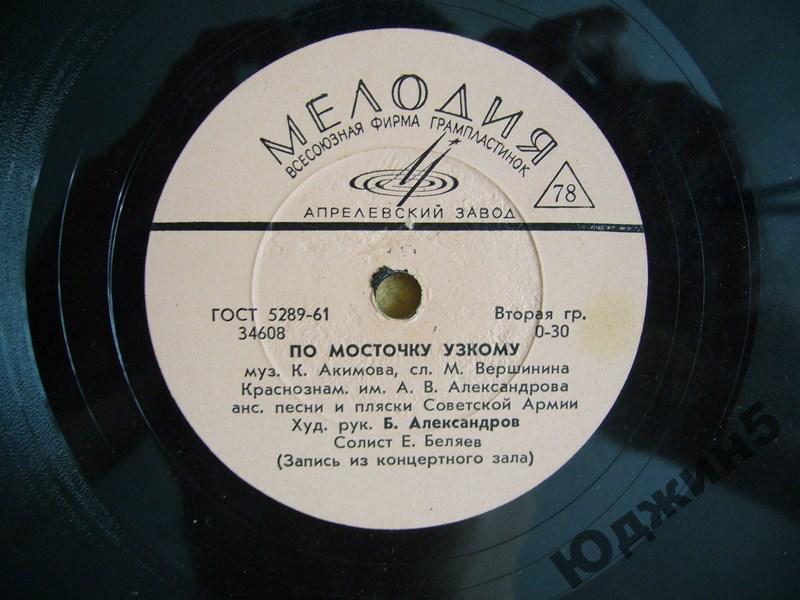 МЕЛОДИЯ
ВСЕСОЮЗНАЯ ФИРМА ГРАМПЛАСТИНОК
78
АПРЕЛЕВСКИЙ ЗАВОД
ГОСТ 5289-61 Вторая гр.
34608 0-30
ПО МОСТОЧКУ УЗКОМУ
муз. К. Акимова, сл. М. Вершинина
Краснознам. им. А. В. Александрова
анс. песни и пляски Советской Армии
Худ. рук. Б. Александров
Солист Е. Беляев
(Запись из концертного зала)
Юджин5